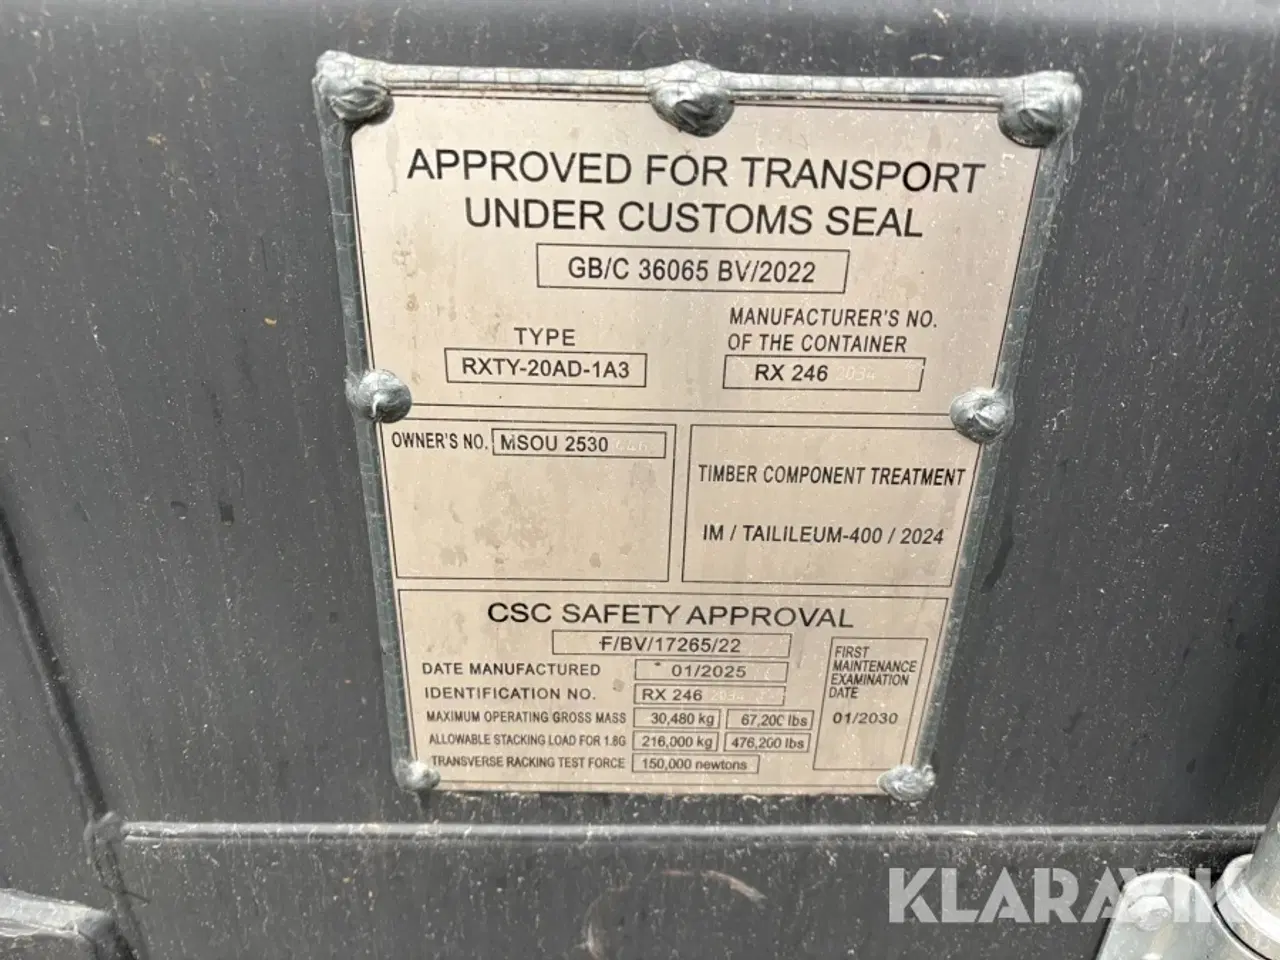 APPROVED FOR TRANSPORT
UNDER CUSTOMS SEAL
GB/C 36065 BV/2022
TYPE
RXTY-20AD-1A3
MANUFACTURER'S NO.
OF THE CONTAINER
RX 246
OWNER'S NO. MSOU 2530
TIMBER COMPONENT TREATMENT
IM / TAILILEUM-400 / 2024
CSC SAFETY APPROVAL
F/BV/17265/22
DATE MANUFACTURED 01/2025
IDENTIFICATION NO. RX 246
MAXIMUM OPERATING GROSS MASS 30,480 kg 67,200 lbs
ALLOWABLE STACKING LOAD FOR 1.8G 216,000 kg 476,200 lbs
TRANSVERSE RACKING TEST FORCE 150,000 newtons
FIRST
MAINTENANCE
EXAMINATION
DATE
01/2030
KLARAVIK